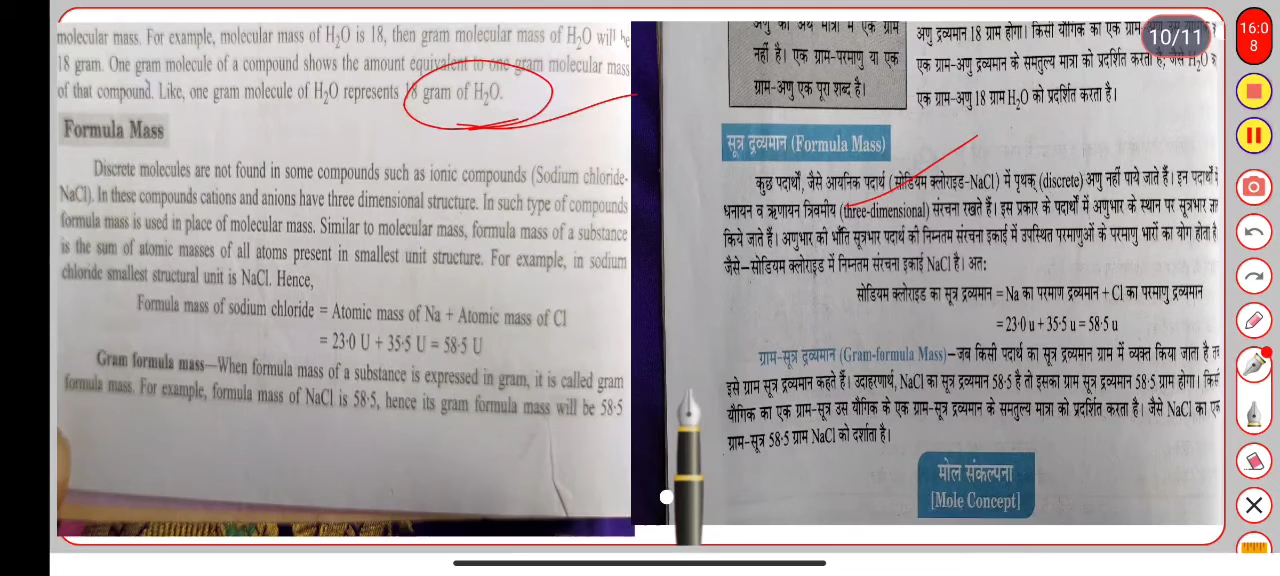 molecular mass. For example, molecular mass of H₂O is 18, then gram molecular mass of H₂O will be
18 gram. One gram molecule of a compound shows the amount equivalent to one gram molecular mass
of that compound. Like, one gram molecule of H₂O represents 18 gram of H₂O.
Formula Mass
Discrete molecules are not found in some compounds such as ionic compounds (Sodium chloride-
NaCl). In these compounds cations and anions have three dimensional structure. In such type of compounds
formula mass is used in place of molecular mass. Similar to molecular mass, formula mass of a substance
is the sum of atomic masses of all atoms present in smallest unit structure. For example, in sodium
chloride smallest structural unit is NaCl. Hence,
Formula mass of sodium chloride = Atomic mass of Na + Atomic mass of Cl
= 23·0 U + 35·5 U = 58·5 U
Gram formula mass—When formula mass of a substance is expressed in gram, it is called gram
formula mass. For example, formula mass of NaCl is 58·5, hence its gram formula mass will be 58·5
मात्रा में एक ग्राम
नहीं है। एक ग्राम-परमाणु या एक
ग्राम-अणु एक पूरा शब्द है।
अणु द्रव्यमान 18 ग्राम होगा। किसी यौगिक का एक ग्राम
एक ग्राम-अणु द्रव्यमान के समतुल्य मात्रा को प्रदर्शित करता है, जैसे H₂O का
एक ग्राम-अणु 18 ग्राम H₂O को प्रदर्शित करता है।
सूत्र द्रव्यमान (Formula Mass)
कुछ पदार्थों, जैसे आयनिक पदार्थ (सोडियम क्लोराइड-NaCl) में पृथक् (discrete) अणु नहीं पाये जाते हैं। इन पदार्थों में
धनायन व ऋणायन त्रिविमीय (three-dimensional) संरचना रखते हैं। इस प्रकार के पदार्थों में अणुभार के स्थान पर सूत्रभार
किये जाते हैं। अणुभार की भाँति सूत्रभार पदार्थ की निम्नतम संरचना इकाई में उपस्थित परमाणुओं के परमाणु भारों का योग होता है
जैसे—सोडियम क्लोराइड में निम्नतम संरचना इकाई NaCl है। अतः
सोडियम क्लोराइड का सूत्र द्रव्यमान = Na का परमाणु द्रव्यमान + Cl का परमाणु द्रव्यमान
= 23·0 u + 35·5 u = 58·5 u
ग्राम-सूत्र द्रव्यमान (Gram-formula Mass)—जब किसी पदार्थ का सूत्र द्रव्यमान ग्राम में व्यक्त किया जाता है तब
इसे ग्राम सूत्र द्रव्यमान कहते हैं। उदाहरणार्थ, NaCl का सूत्र द्रव्यमान 58·5 है तो इसका ग्राम सूत्र द्रव्यमान 58·5 ग्राम होगा। किसी
यौगिक का एक ग्राम-सूत्र उस यौगिक के एक ग्राम-सूत्र द्रव्यमान के समतुल्य मात्रा को प्रदर्शित करता है। जैसे NaCl का एक
ग्राम-सूत्र 58·5 ग्राम NaCl को दर्शाता है।
मोल संकल्पना
[Mole Concept]
10/11
16:0
8